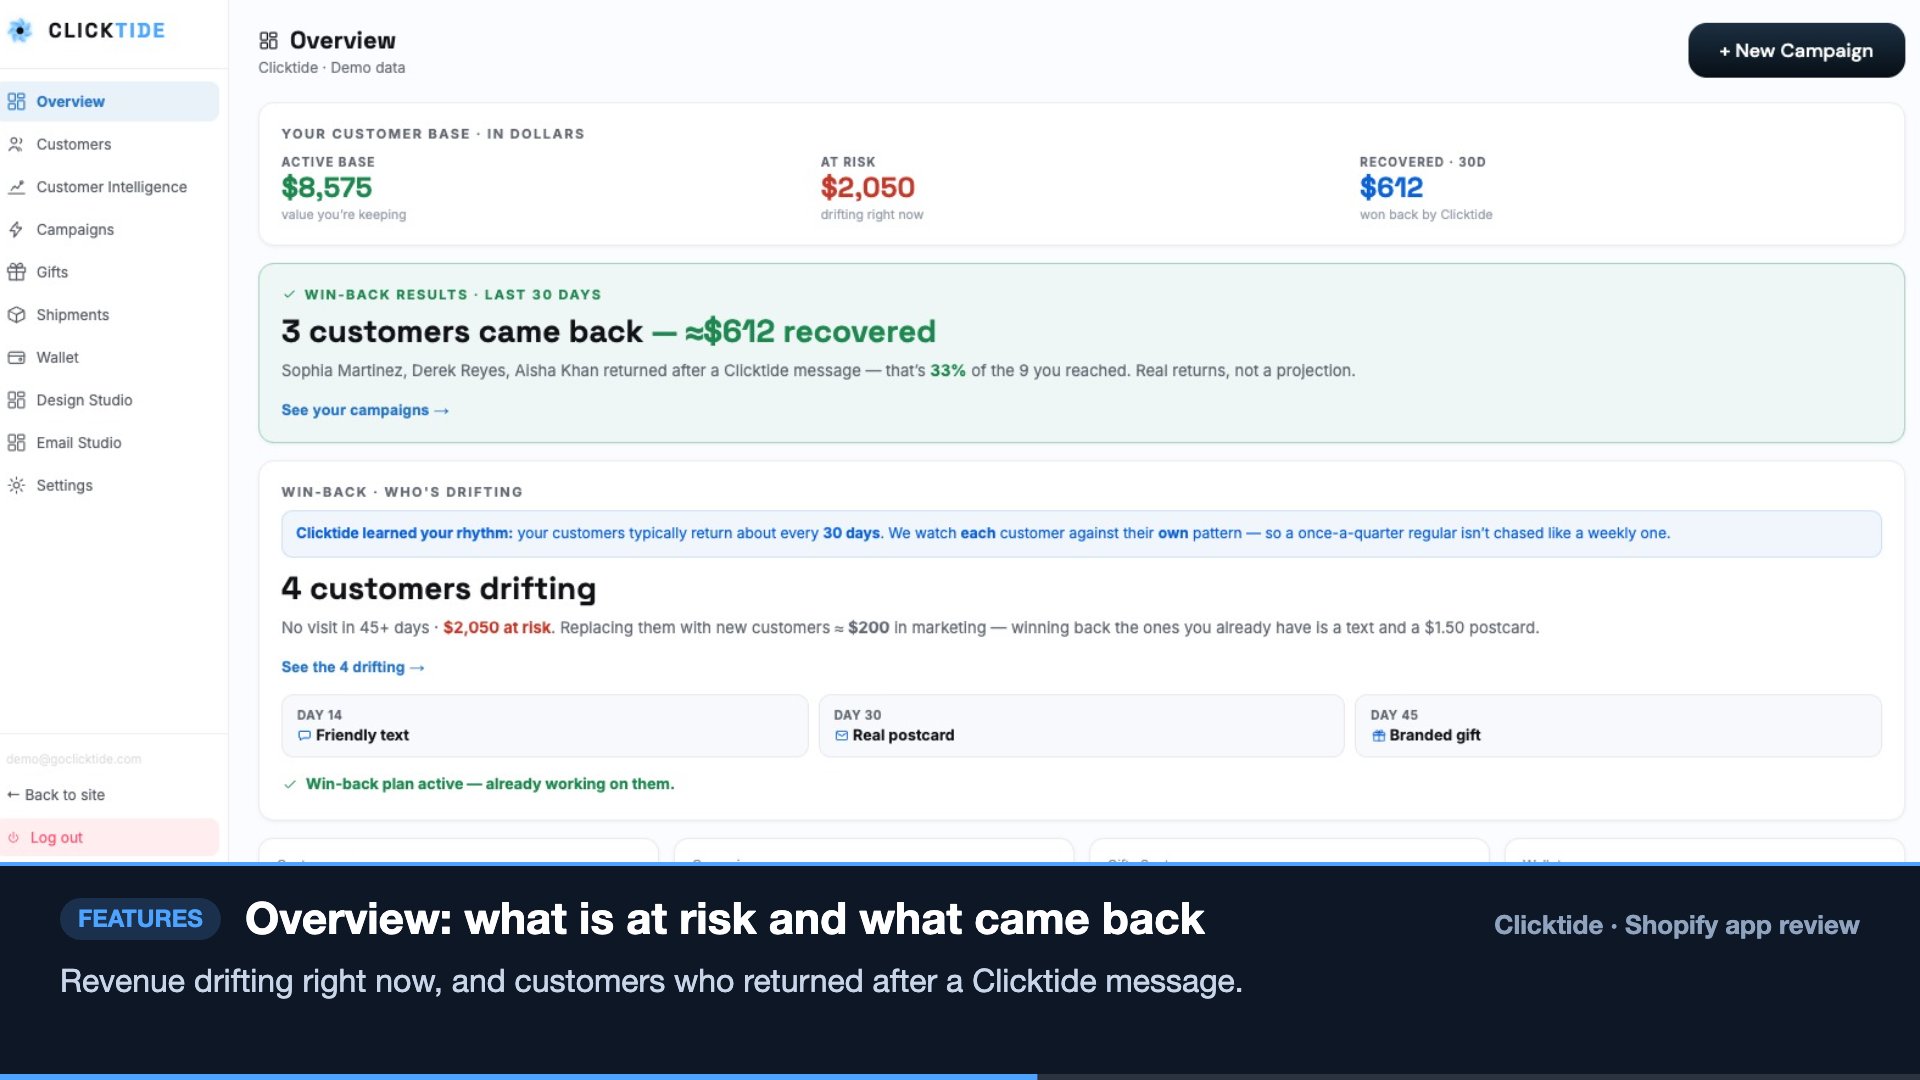 CLICKTIDE
Overview
Customers
Customer Intelligence
Campaigns
Gifts
Shipments
Wallet
Design Studio
Email Studio
Settings
demo@goclicktide.com
← Back to site
Log out
Overview
Clicktide · Demo data
+ New Campaign
YOUR CUSTOMER BASE · IN DOLLARS
ACTIVE BASE
$8,575
value you're keeping
AT RISK
$2,050
drifting right now
RECOVERED · 30D
$612
won back by Clicktide
✓ WIN-BACK RESULTS · LAST 30 DAYS
3 customers came back — ≈$612 recovered
Sophia Martinez, Derek Reyes, Aisha Khan returned after a Clicktide message — that's 33% of the 9 you reached. Real returns, not a projection.
See your campaigns →
WIN-BACK · WHO'S DRIFTING
Clicktide learned your rhythm: your customers typically return about every 30 days. We watch each customer against their own pattern — so a once-a-quarter regular isn't chased like a weekly one.
4 customers drifting
No visit in 45+ days · $2,050 at risk. Replacing them with new customers ≈ $200 in marketing — winning back the ones you already have is a text and a $1.50 postcard.
See the 4 drifting →
DAY 14
Friendly text
DAY 30
Real postcard
DAY 45
Branded gift
✓ Win-back plan active — already working on them.
FEATURES
Overview: what is at risk and what came back
Clicktide · Shopify app review
Revenue drifting right now, and customers who returned after a Clicktide message.